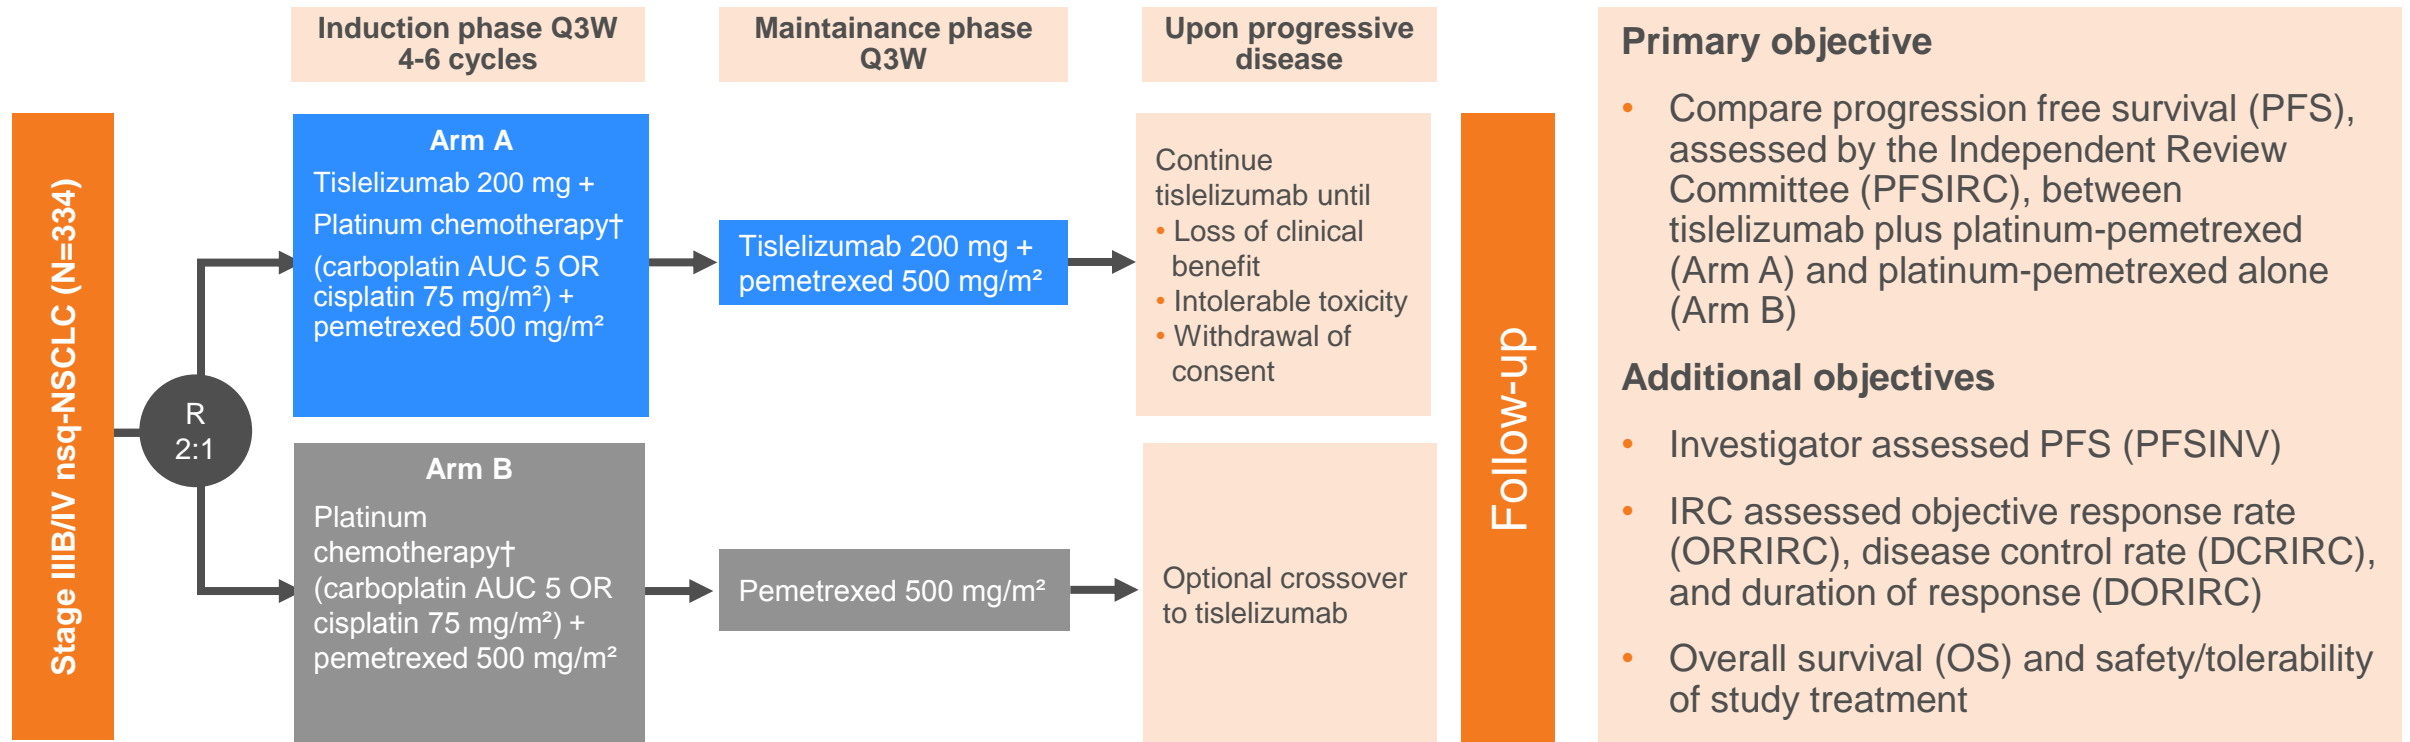 Induction phase Q3W
4-6 cycles
Maintainance phase
Q3W
Upon progressive
disease
Stage IIIB/IV nsq-NSCLC (N=334)
R
2:1
Arm A
Tislelizumab 200 mg +
Platinum chemotherapy†
(carboplatin AUC 5 OR
cisplatin 75 mg/m²) +
pemetrexed 500 mg/m²
Tislelizumab 200 mg +
pemetrexed 500 mg/m²
Continue
tislelizumab until
• Loss of clinical
benefit
• Intolerable toxicity
• Withdrawal of
consent
Arm B
Platinum
chemotherapy†
(carboplatin AUC 5 OR
cisplatin 75 mg/m²) +
pemetrexed 500 mg/m²
Pemetrexed 500 mg/m²
Optional crossover
to tislelizumab
Follow-up
Primary objective
• Compare progression free survival (PFS),
assessed by the Independent Review
Committee (PFSIRC), between
tislelizumab plus platinum-pemetrexed
(Arm A) and platinum-pemetrexed alone
(Arm B)
Additional objectives
• Investigator assessed PFS (PFSINV)
• IRC assessed objective response rate
(ORRIRC), disease control rate (DCRIRC),
and duration of response (DORIRC)
• Overall survival (OS) and safety/tolerability
of study treatment